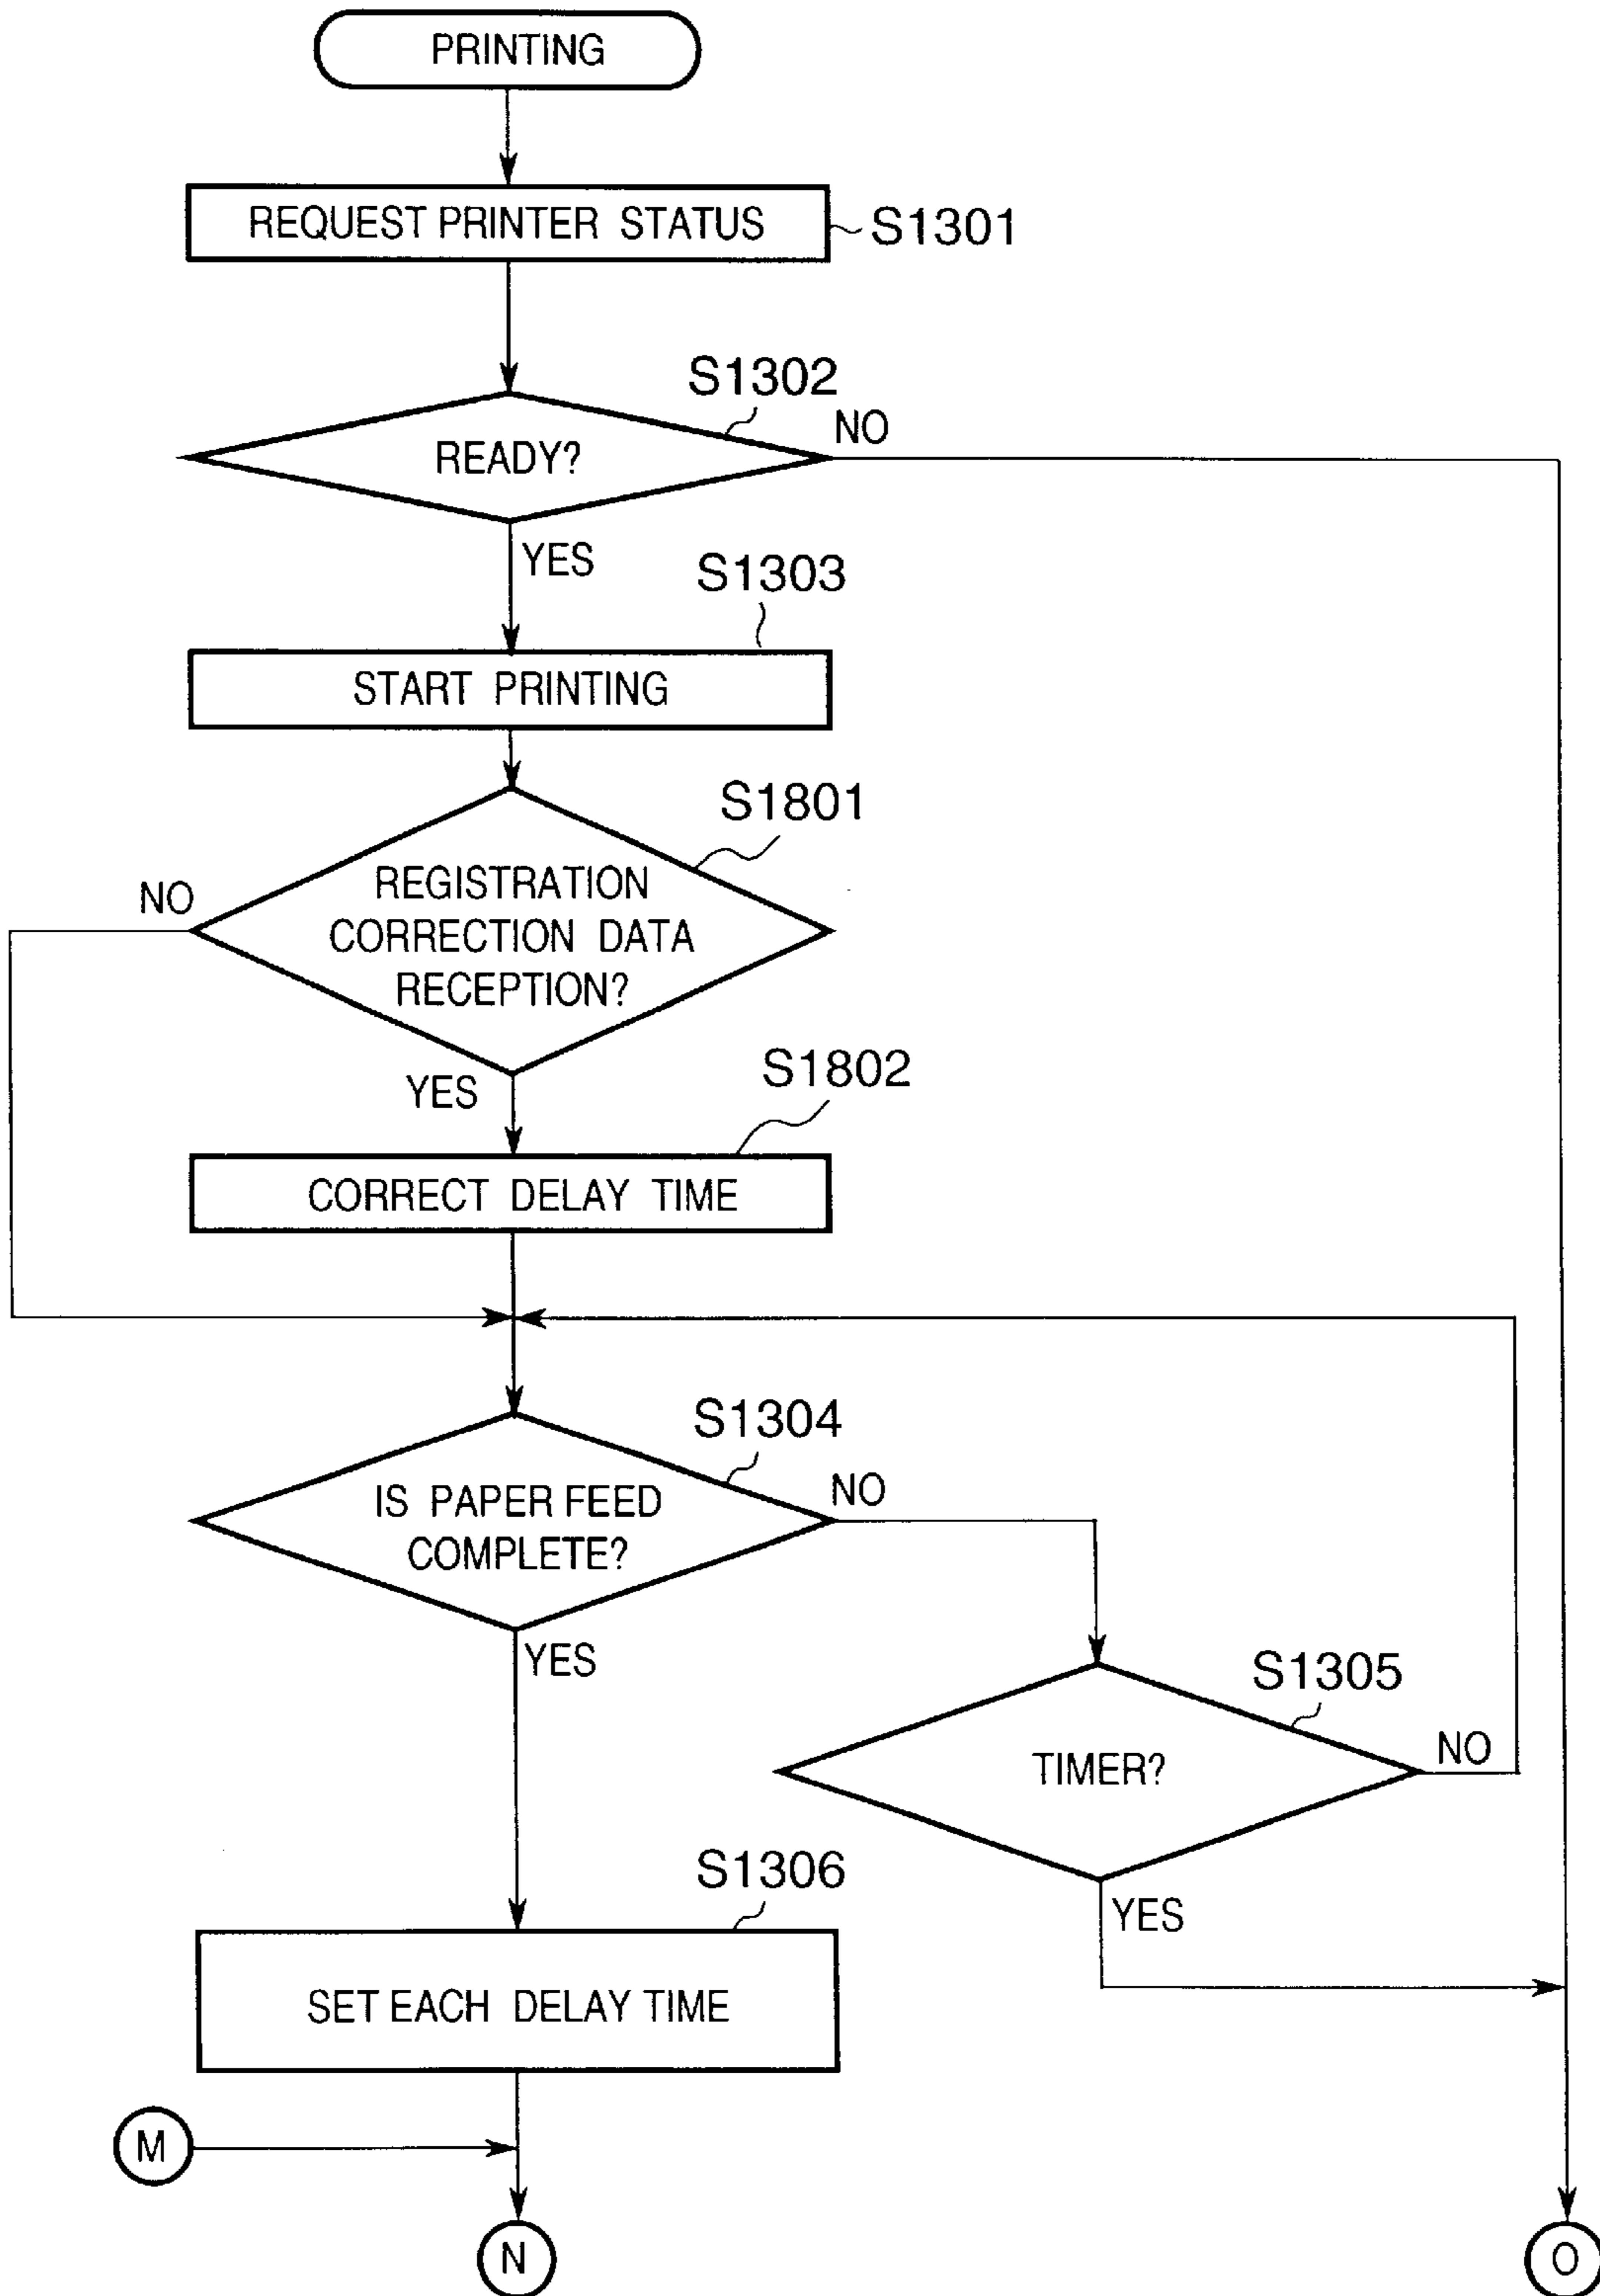 PRINTING
REQUEST PRINTER STATUS
S1301
S1302
READY?
NO
YES
S1303
START PRINTING
S1801
REGISTRATION
CORRECTION DATA
RECEPTION?
NO
YES
S1802
CORRECT DELAY TIME
S1304
IS PAPER FEED
COMPLETE?
NO
YES
S1305
TIMER?
NO
YES
S1306
SET EACH DELAY TIME
M
N
O